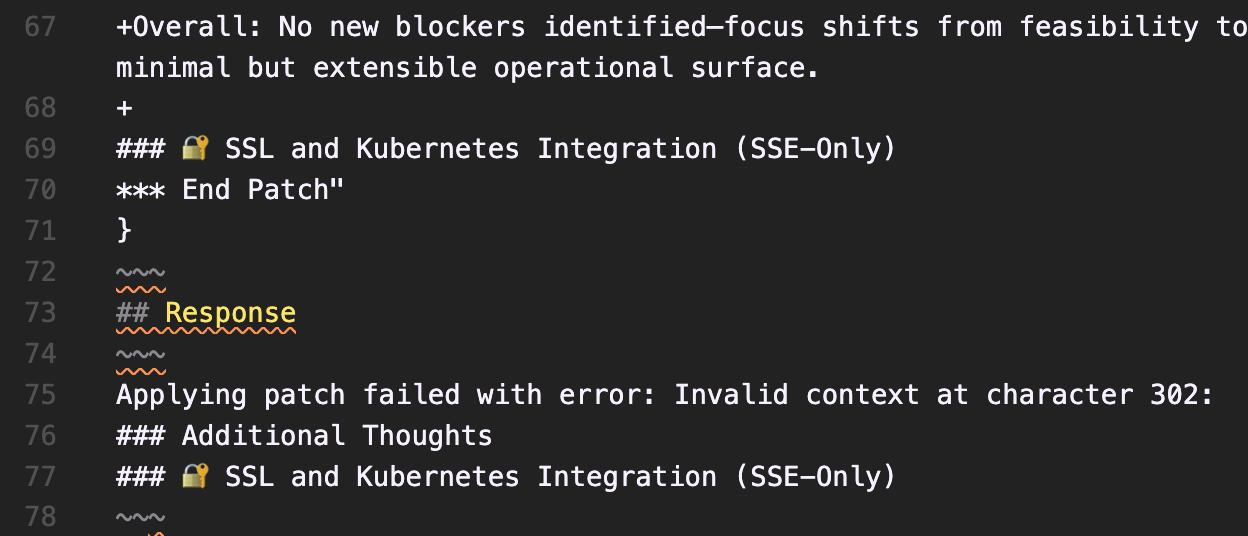 67 +Overall: No new blockers identified—focus shifts from feasibility to
minimal but extensible operational surface.
68 +
69 ### 🔐 SSL and Kubernetes Integration (SSE-Only)
70 *** End Patch"
71 }
72 ~~~
73 ## Response
74 ~~~
75 Applying patch failed with error: Invalid context at character 302:
76 ### Additional Thoughts
77 ### 🔐 SSL and Kubernetes Integration (SSE-Only)
78 ~~~